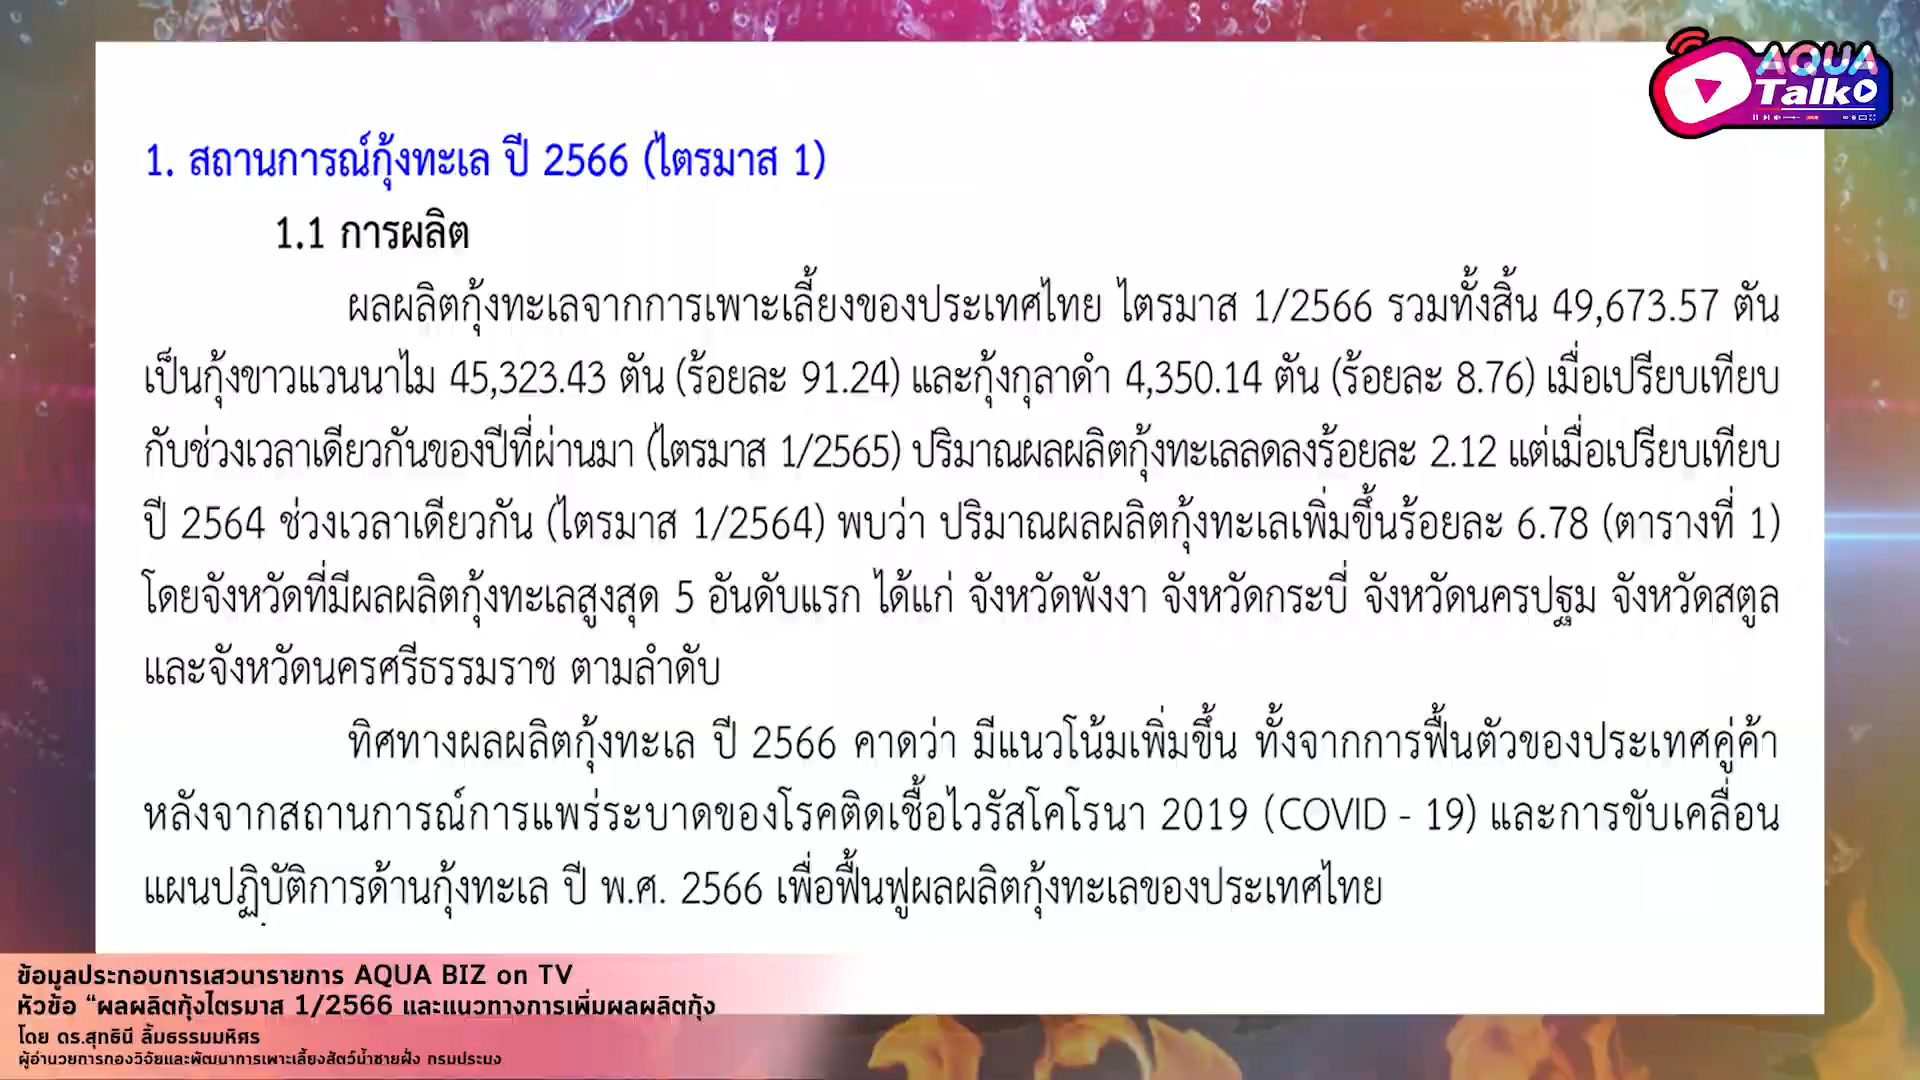 AQUA
Talk
1. สถานการณ์กุ้งทะเล ปี 2566 (ไตรมาส 1)
1.1 การผลิต
ผลผลิตกุ้งทะเลจากการเพาะเลี้ยงของประเทศไทย ไตรมาส 1/2566 รวมทั้งสิ้น 49,673.57 ตัน
เป็นกุ้งขาวแวนนาไม 45,323.43 ตัน (ร้อยละ 91.24) และกุ้งกุลาดำ 4,350.14 ตัน (ร้อยละ 8.76) เมื่อเปรียบเทียบ
กับช่วงเวลาเดียวกันของปีที่ผ่านมา (ไตรมาส 1/2565) ปริมาณผลผลิตกุ้งทะเลลดลงร้อยละ 2.12 แต่เมื่อเปรียบเทียบ
ปี 2564 ช่วงเวลาเดียวกัน (ไตรมาส 1/2564) พบว่า ปริมาณผลผลิตกุ้งทะเลเพิ่มขึ้นร้อยละ 6.78 (ตารางที่ 1)
โดยจังหวัดที่มีผลผลิตกุ้งทะเลสูงสุด 5 อันดับแรก ได้แก่ จังหวัดพังงา จังหวัดกระบี่ จังหวัดนครปฐม จังหวัดสตูล
และจังหวัดนครศรีธรรมราช ตามลำดับ
ทิศทางผลผลิตกุ้งทะเล ปี 2566 คาดว่า มีแนวโน้มเพิ่มขึ้น ทั้งจากการฟื้นตัวของประเทศคู่ค้า
หลังจากสถานการณ์การแพร่ระบาดของโรคติดเชื้อไวรัสโคโรนา 2019 (COVID - 19) และการขับเคลื่อน
แผนปฏิบัติการด้านกุ้งทะเล ปี พ.ศ. 2566 เพื่อฟื้นฟูผลผลิตกุ้งทะเลของประเทศไทย
ข้อมูลประกอบการเสวนารายการ AQUA BIZ on TV
หัวข้อ “ผลผลิตกุ้งไตรมาส 1/2566 และแนวทางการเพิ่มผลผลิตกุ้ง
โดย ดร.สุทธินี ลิ้มธรรมมหิศร
ผู้อำนวยการกองวิจัยและพัฒนาการเพาะเลี้ยงสัตว์น้ำชายฝั่ง กรมประมง